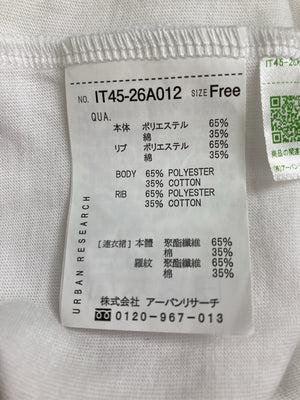 NO. IT45-26A012 SIZE Free
QUA.
本体 ポリエステル 65%
綿 35%
リブ ポリエステル 65%
綿 35%
BODY 65% POLYESTER
35% COTTON
RIB 65% POLYESTER
35% COTTON
[連衣裙] 本體 聚酯纖維 65%
棉 35%
羅紋 聚酯纖維 65%
棉 35%
株式会社 アーバンリサーチ
0120-967-013
URBAN RESEARCH